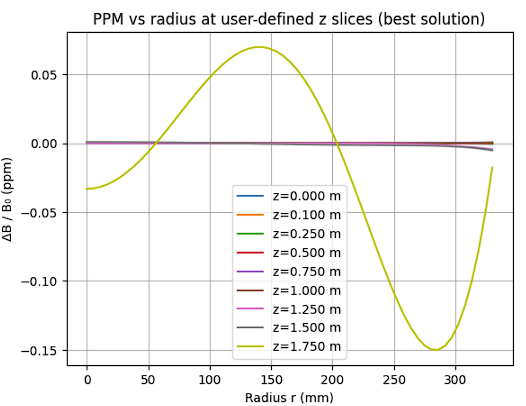 PPM vs radius at user-defined z slices (best solution)
ΔB / B₀ (ppm)
0.05
0.00
−0.05
−0.10
−0.15
z=0.000 m
z=0.100 m
z=0.250 m
z=0.500 m
z=0.750 m
z=1.000 m
z=1.250 m
z=1.500 m
z=1.750 m
0 50 100 150 200 250 300
Radius r (mm)